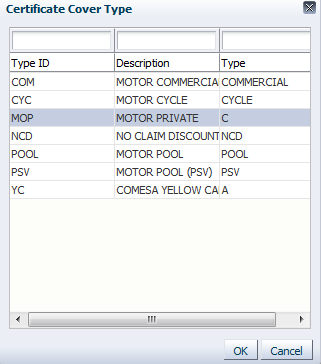 Certificate Cover Type
Type ID Description Type
COM MOTOR COMMERCIA COMMERCIAL
CYC MOTOR CYCLE CYCLE
MOP MOTOR PRIVATE C
NCD NO CLAIM DISCOUNT NCD
POOL MOTOR POOL POOL
PSV MOTOR POOL (PSV) PSV
YC COMESA YELLOW CA A
OK Cancel